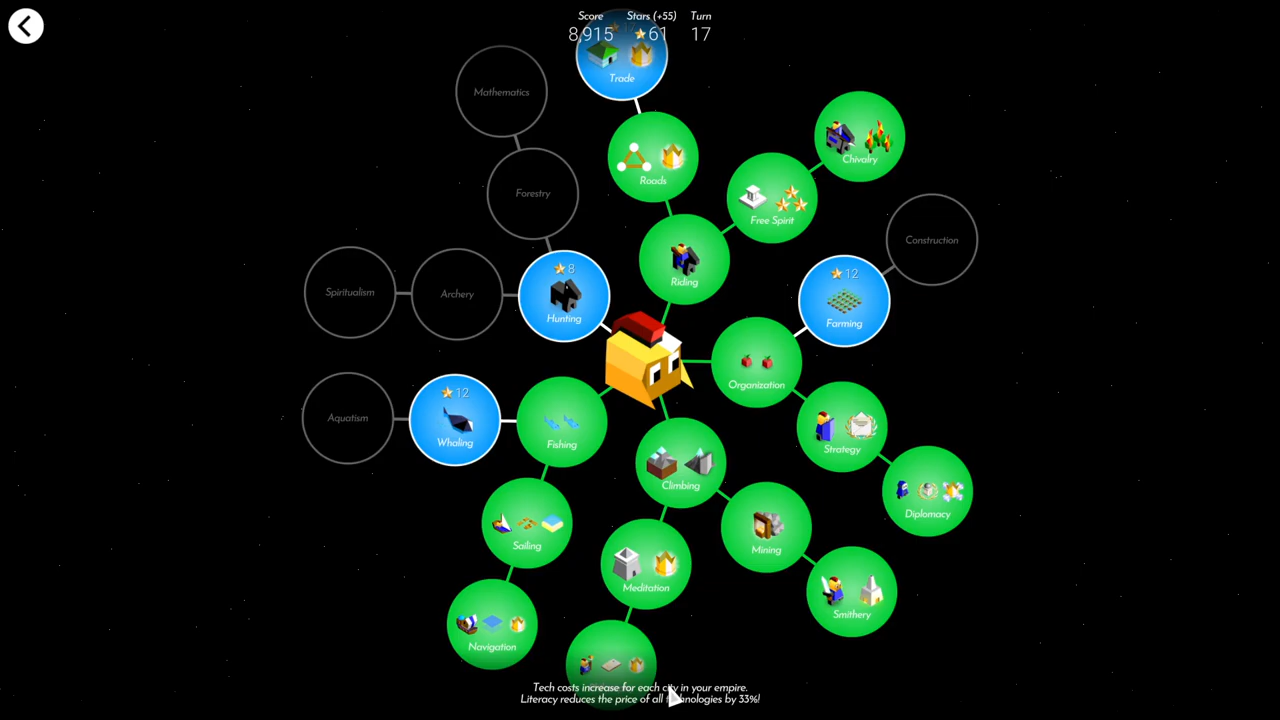 Score Stars (+55) Turn
8,915 61 17
Trade
Mathematics
Chivalry
Roads
Forestry
Free Spirit
Construction
8
Riding
12
Spiritualism
Archery
Hunting
Farming
Organization
12
Aquatism
Whaling
Fishing
Strategy
Climbing
Diplomacy
Sailing
Mining
Meditation
Smithery
Navigation
Tech costs increase for each city in your empire.
Literacy reduces the price of all technologies by 33%!